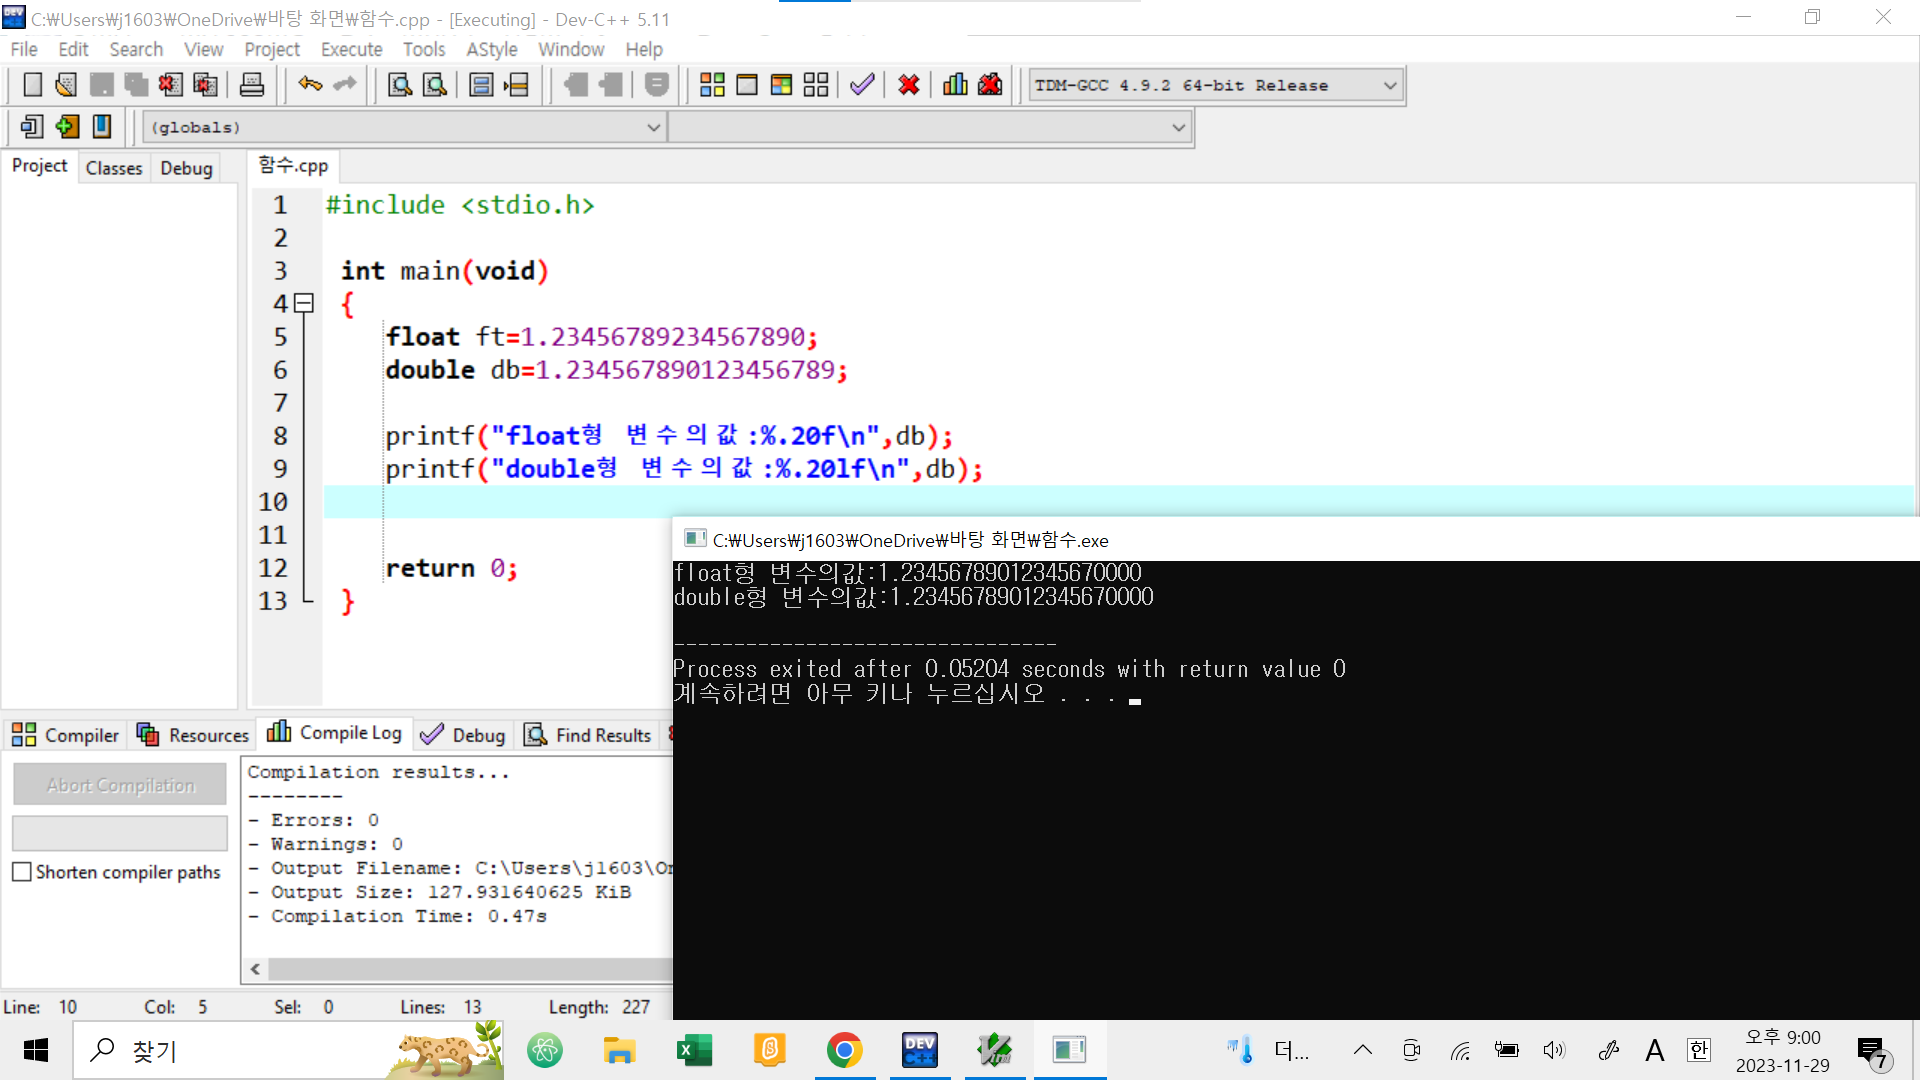 C:₩Users₩j1603₩OneDrive₩바탕 화면₩함수.cpp - [Executing] - Dev-C++ 5.11
File Edit Search View Project Execute Tools AStyle Window Help
TDM-GCC 4.9.2 64-bit Release
(globals)
Project Classes Debug
함수.cpp
1 #include <stdio.h>
2
3 int main(void)
4 {
5 float ft=1.23456789234567890;
6 double db=1.234567890123456789;
7
8 printf("float형 변수의값:%.20f\n",db);
9 printf("double형 변수의값:%.20lf\n",db);
10
11
12 return 0;
13 }
C:₩Users₩j1603₩OneDrive₩바탕 화면₩함수.exe
float형 변수의값:1.23456789012345670000
double형 변수의값:1.23456789012345670000
--------------------------------
Process exited after 0.05204 seconds with return value 0
계속하려면 아무 키나 누르십시오 . . .
Compiler Resources Compile Log Debug Find Results
Abort Compilation
Shorten compiler paths
Compilation results...
--------
- Errors: 0
- Warnings: 0
- Output Filename: C:\Users\j1603\On
- Output Size: 127.931640625 KiB
- Compilation Time: 0.47s
Line: 10 Col: 5 Sel: 0 Lines: 13 Length: 227
찾기
DEV C++
더...
A
한
오후 9:00
2023-11-29
7